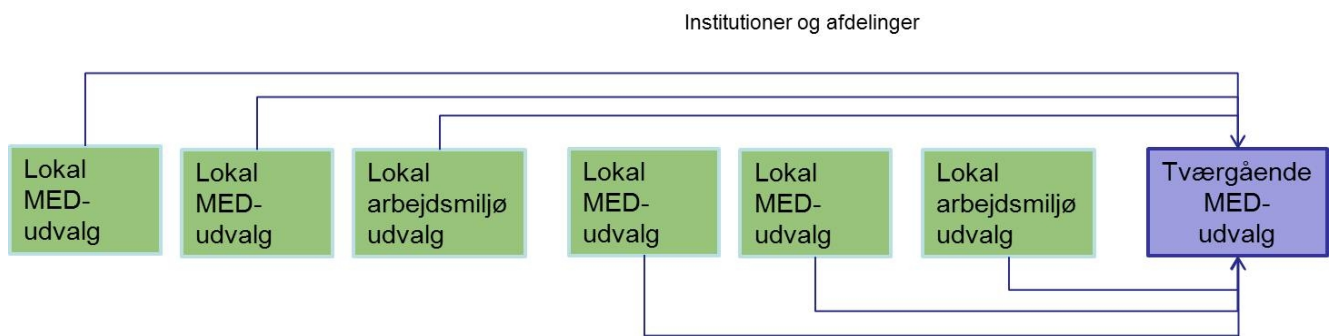 Institutioner og afdelinger
Lokal
MED-
udvalg
Lokal
MED-
udvalg
Lokal
arbejdsmiljø
udvalg
Lokal
MED-
udvalg
Lokal
MED-
udvalg
Lokal
arbejdsmiljø
udvalg
Tværgående
MED-
udvalg